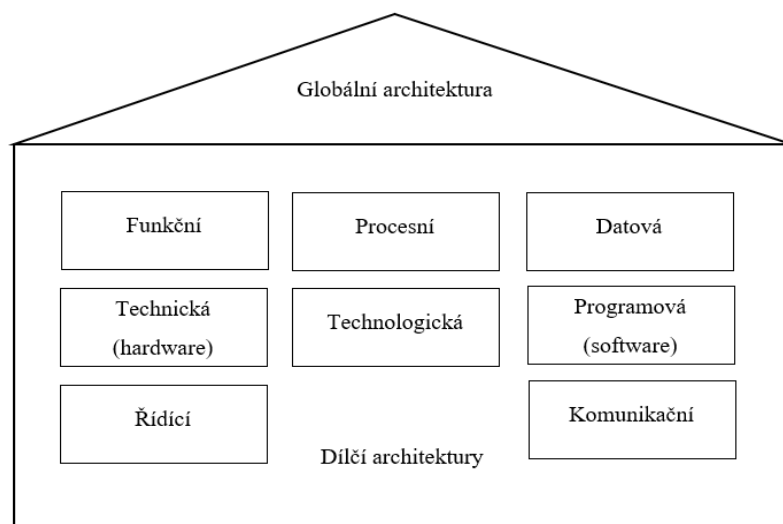 Globální architektura
Funkční
Procesní
Datová
Technická
(hardware)
Technologická
Programová
(software)
Řídící
Komunikační
Dílčí architektury